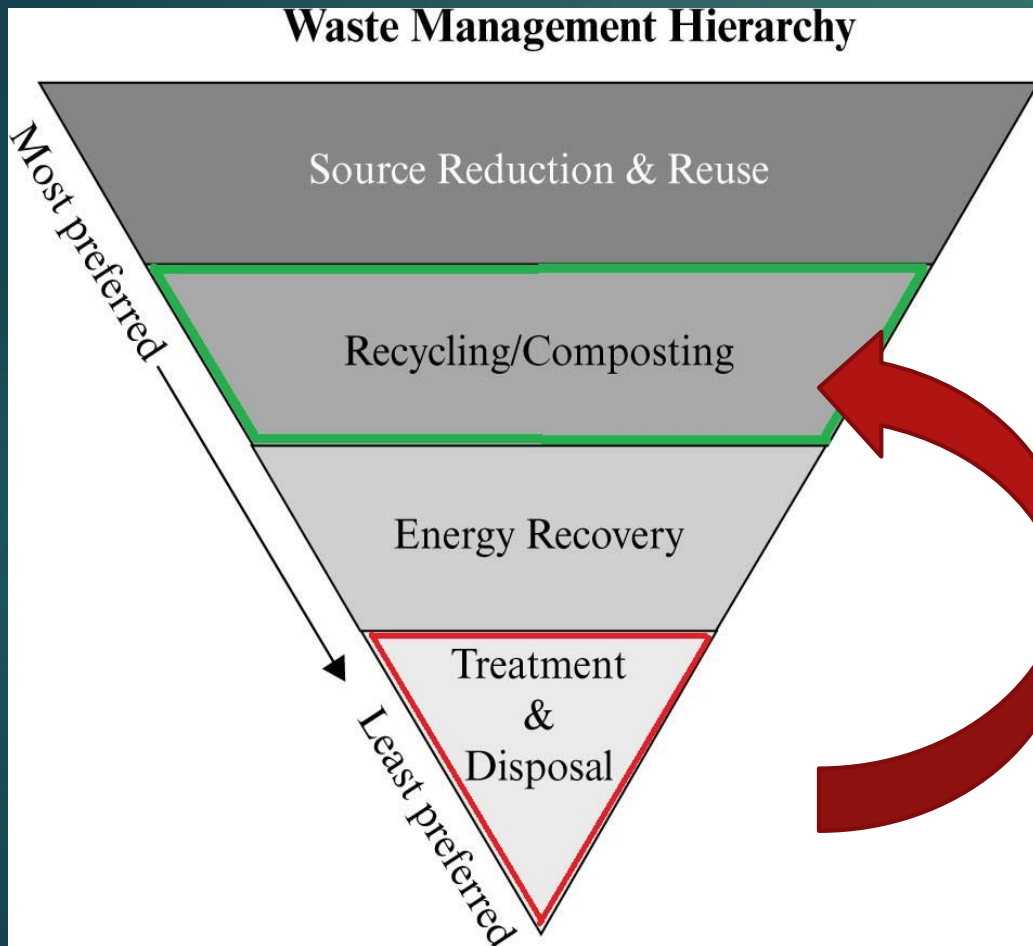 Waste Management Hierarchy
Most preferred
Source Reduction & Reuse
Recycling/Composting
Energy Recovery
Treatment
&
Disposal
Least preferred